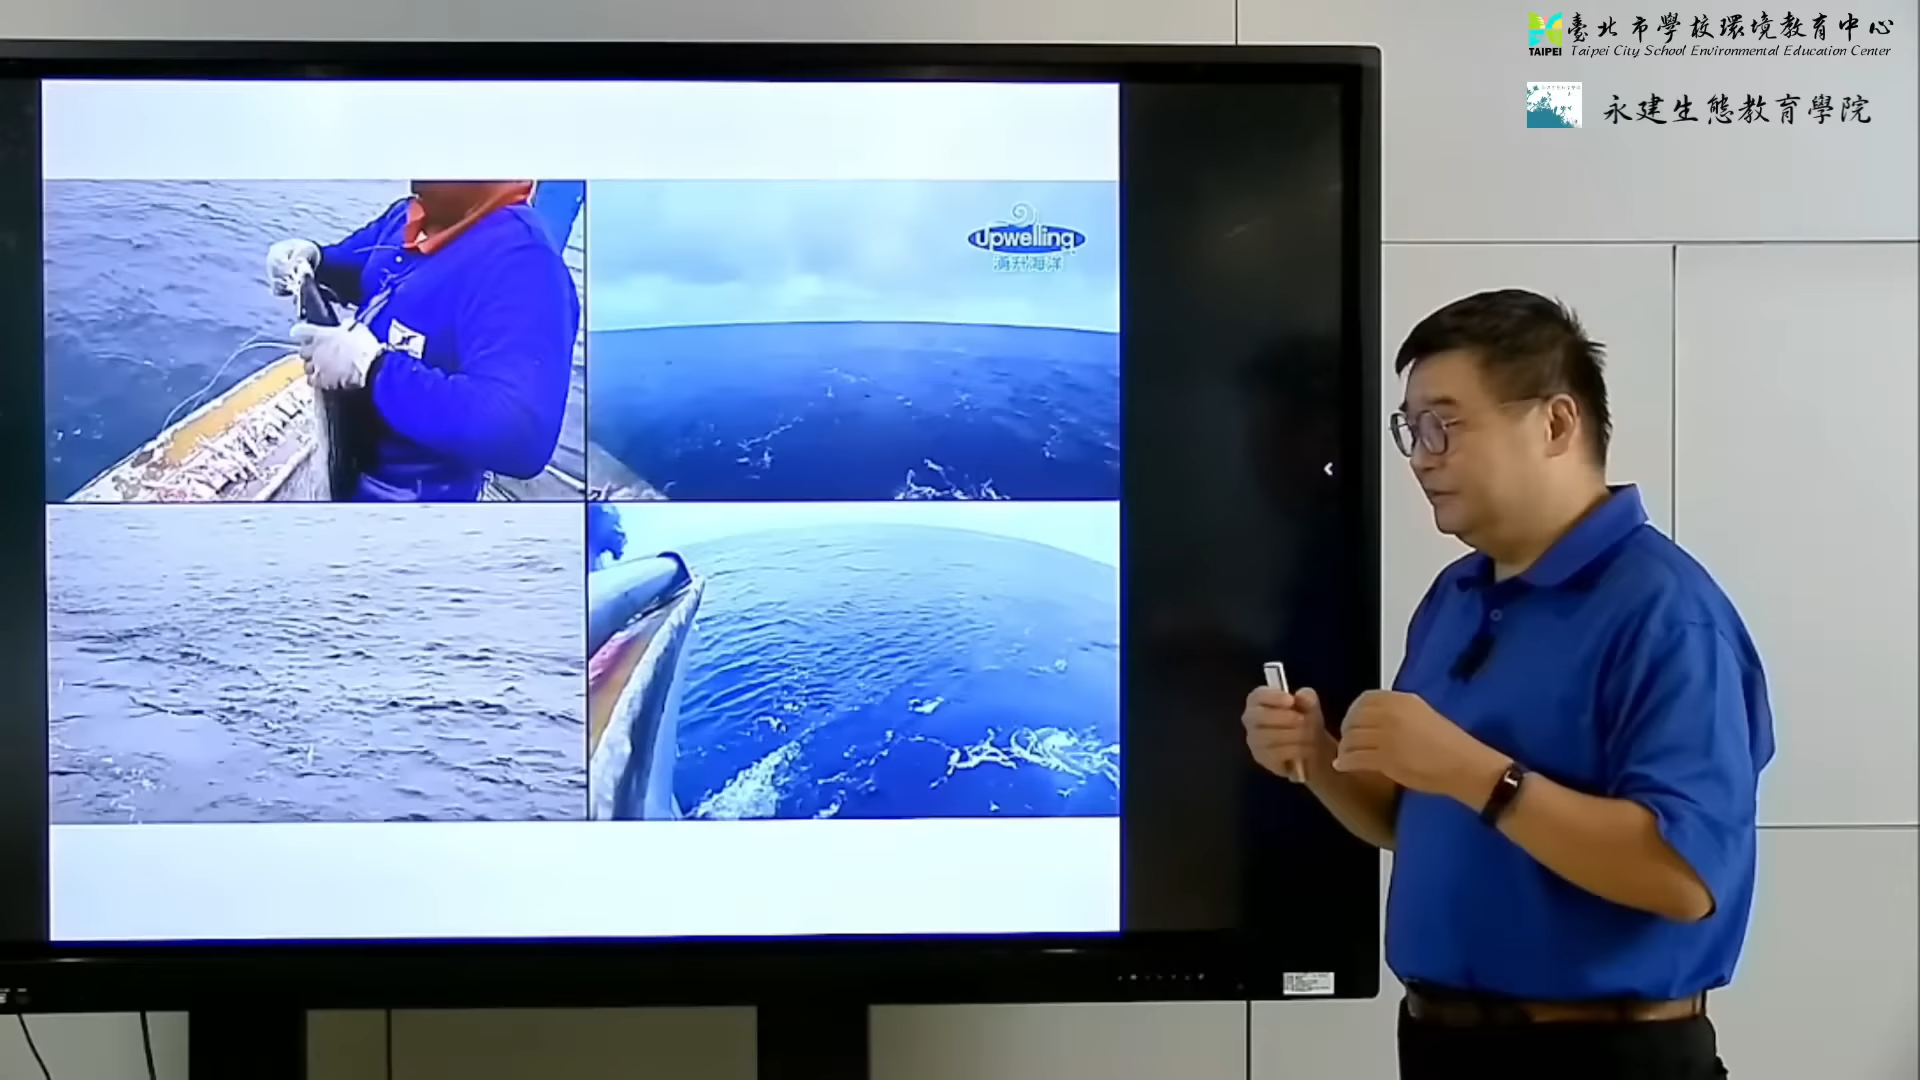 臺北市學校環境教育中心
TAIPEI
Taipei City School Environmental Education Center
永建生態教育學院
Upwelling
湧升海洋